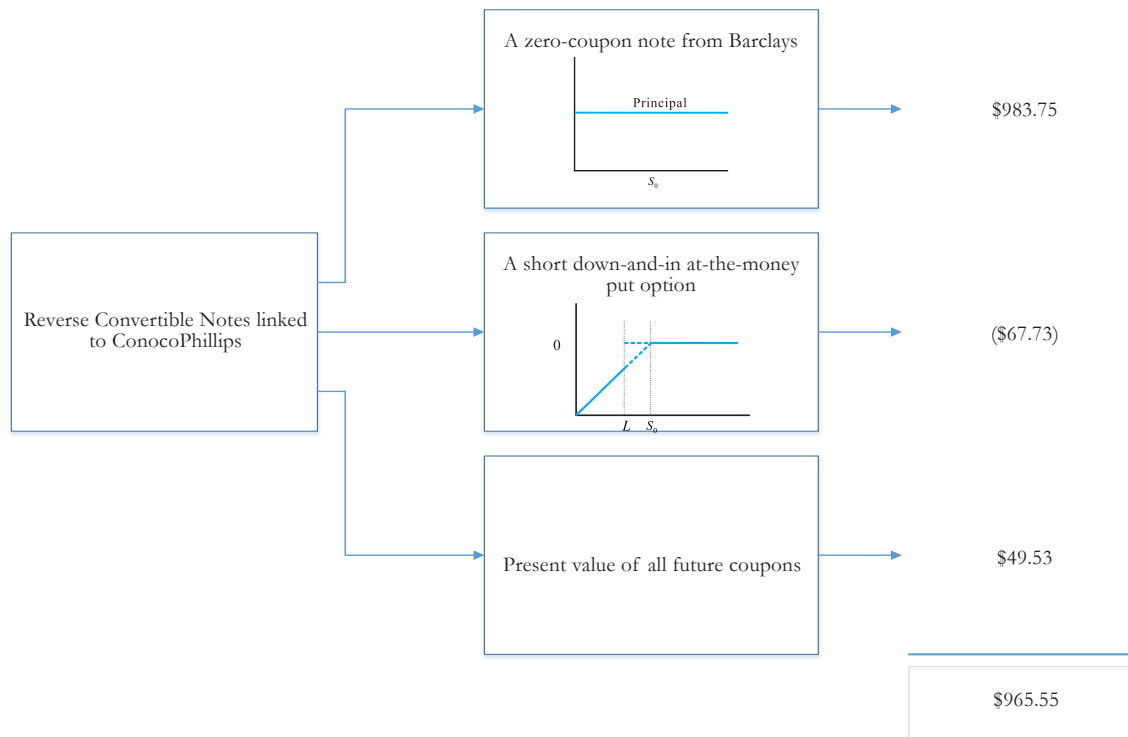 A zero-coupon note from Barclays
Principal
S₀
$983.75
Reverse Convertible Notes linked
to ConocoPhillips
A short down-and-in at-the-money
put option
0
L S₀
($67.73)
Present value of all future coupons
$49.53
$965.55